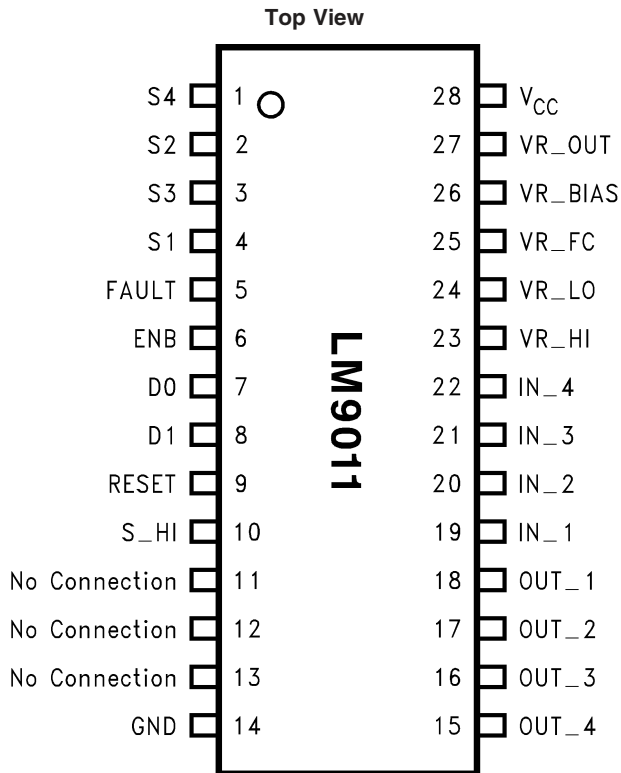 Top View
S4 1 28 VCC
S2 2 27 VR_OUT
S3 3 26 VR_BIAS
S1 4 25 VR_FC
FAULT 5 24 VR_LO
ENB 6 23 VR_HI
D0 7 22 IN_4
D1 8 21 IN_3
RESET 9 20 IN_2
S_HI 10 19 IN_1
No Connection 11 18 OUT_1
No Connection 12 17 OUT_2
No Connection 13 16 OUT_3
GND 14 15 OUT_4
LM9011